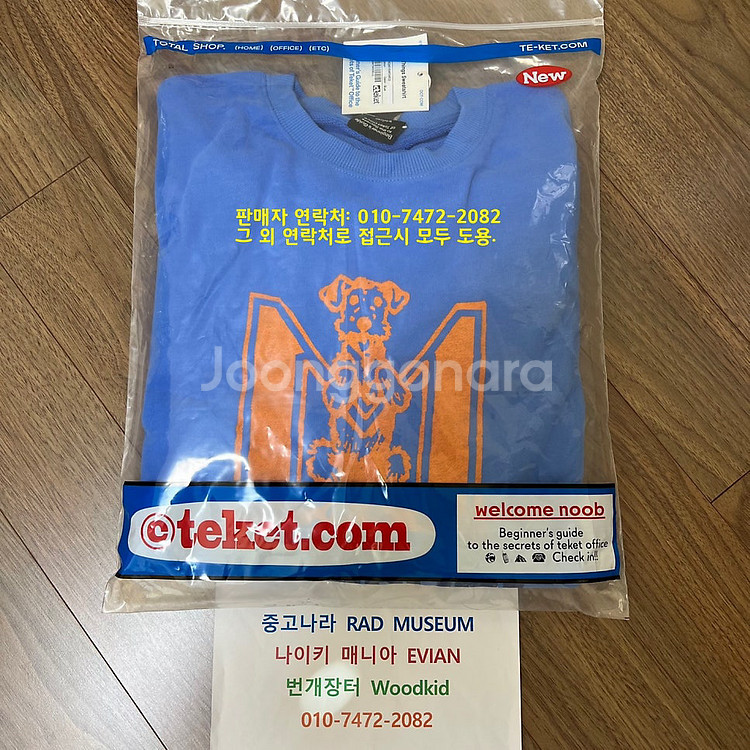 TOTAL SHOP. (HOME) (OFFICE) (ETC)
TE-KET.COM
New
판매자 연락처: 010-7472-2082
그 외 연락처로 접근시 모두 도용.
Joonggonara
©teket.com
welcome noob
Beginner's guide
to the secrets of teket office
Check in!!
중고나라 RAD MUSEUM
나이키 매니아 EVIAN
번개장터 Woodkid
010-7472-2082